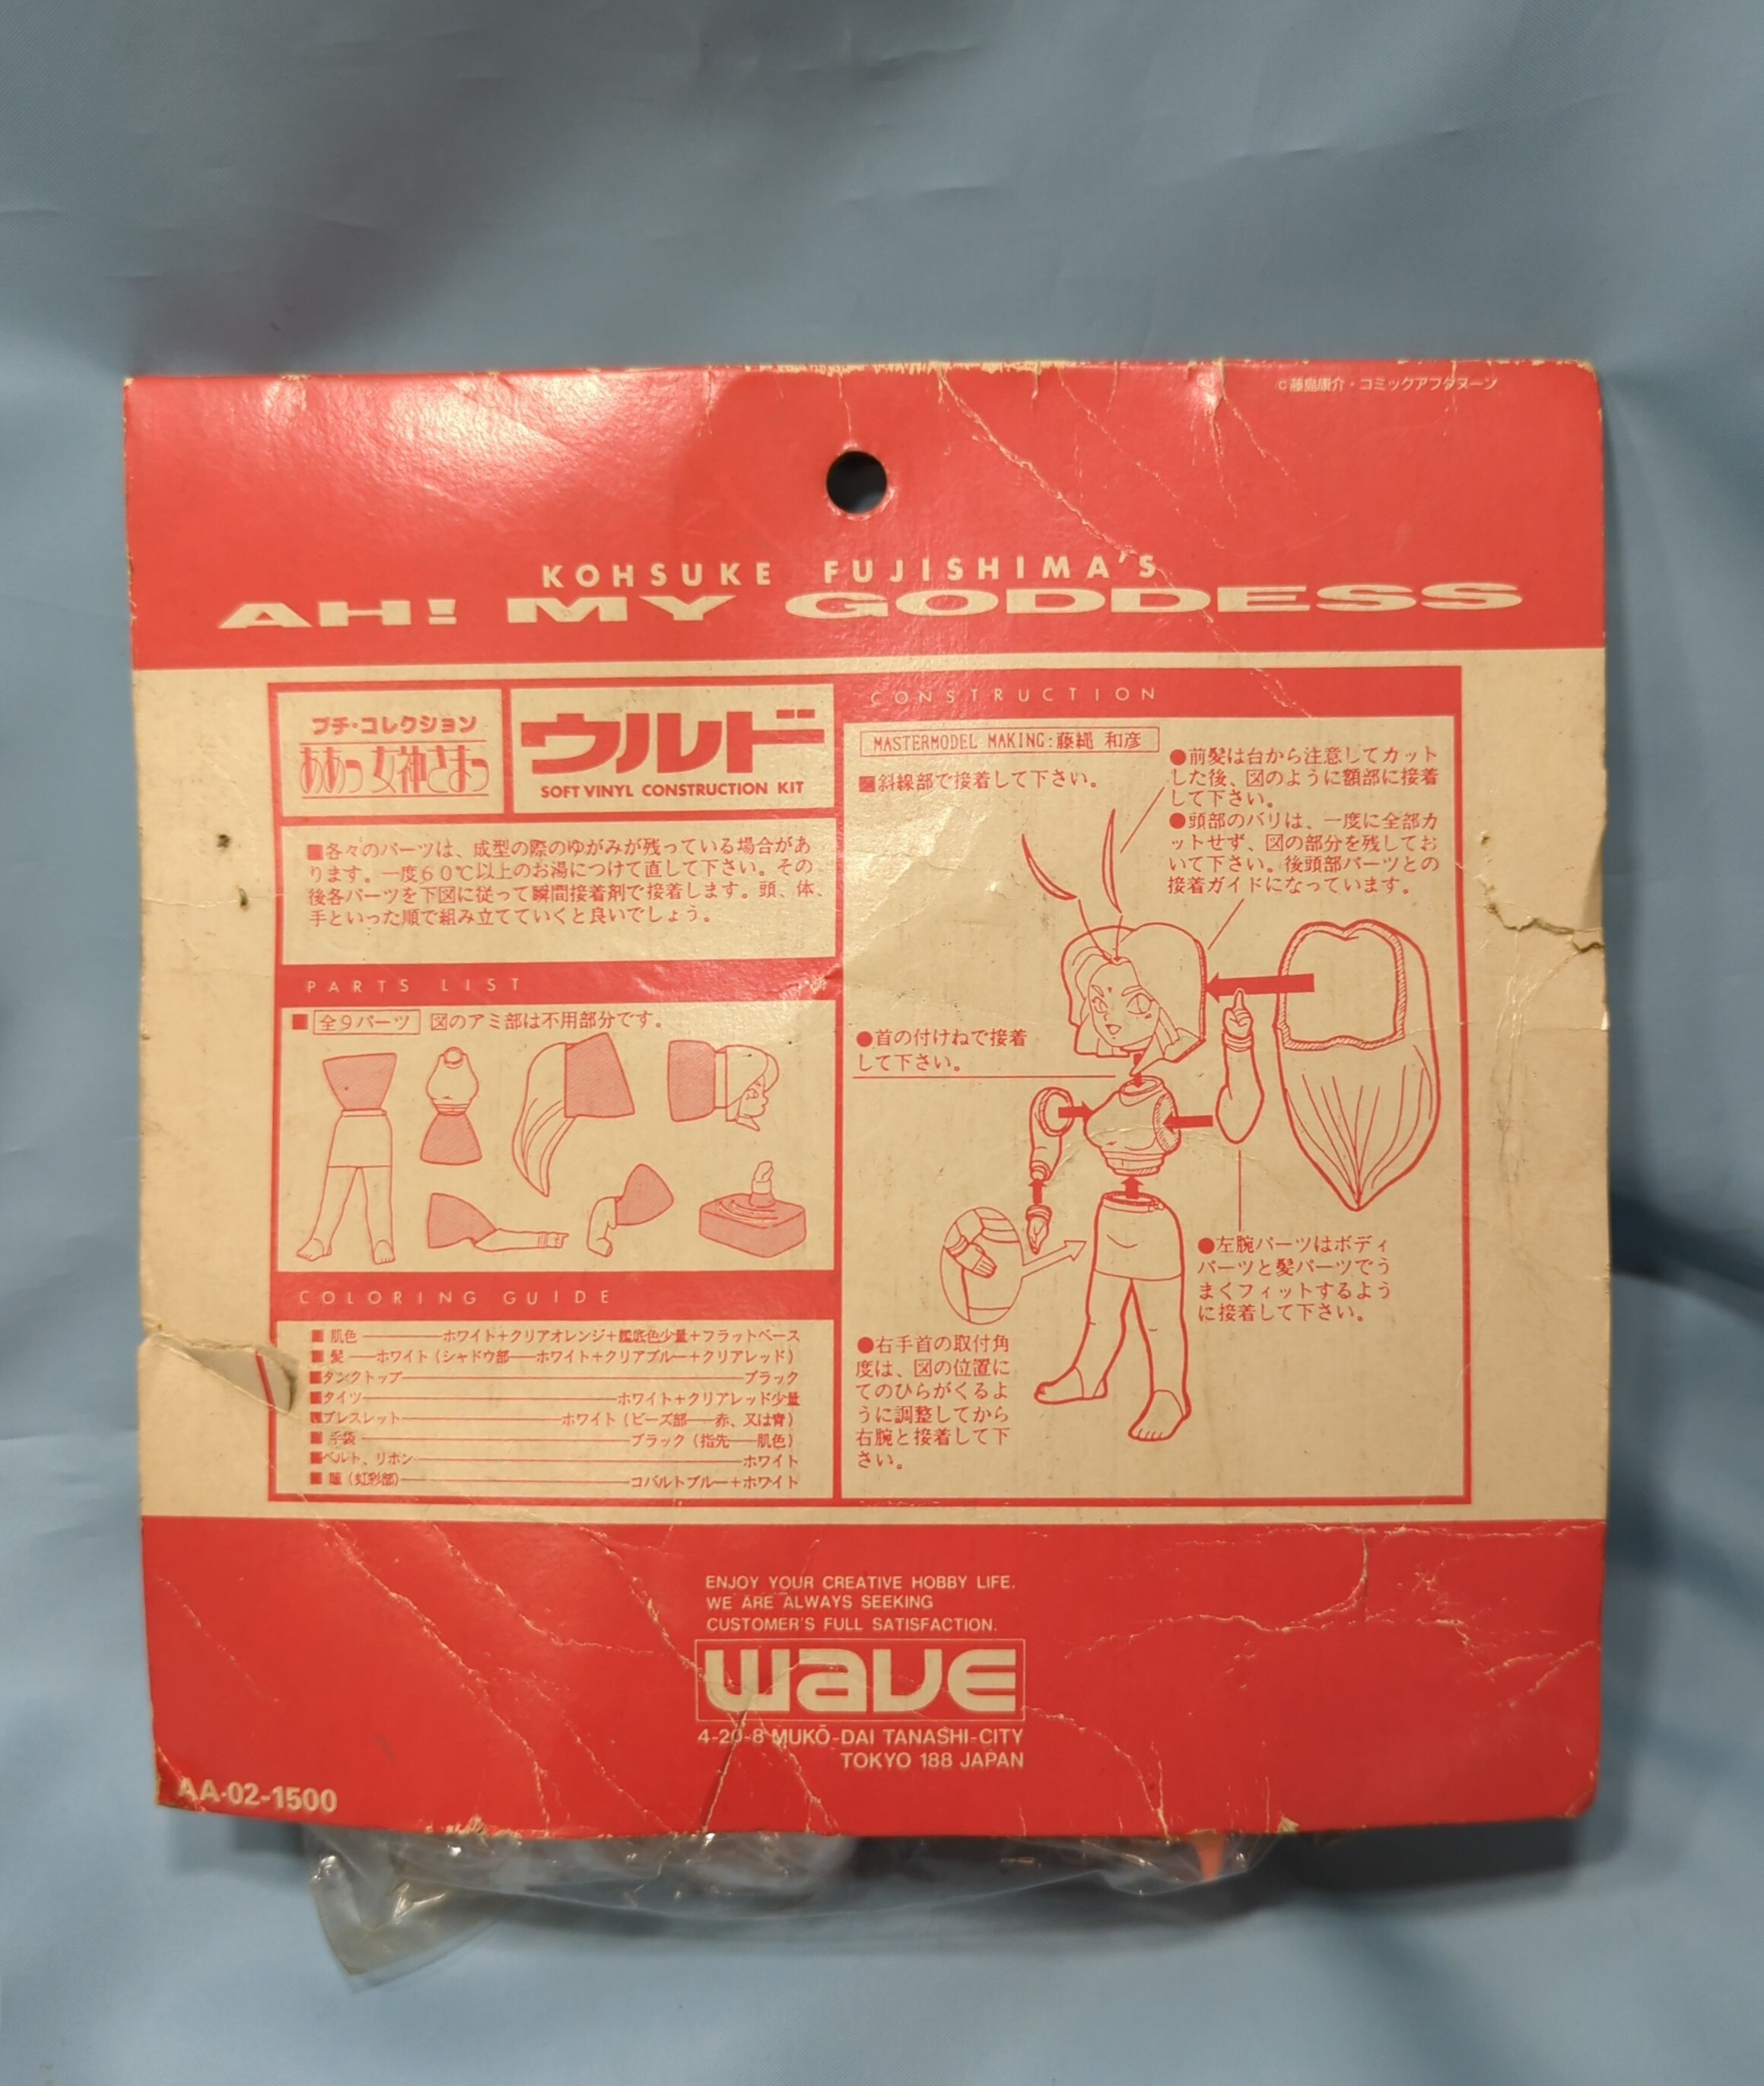 ©藤島康介・コミックアフタヌーン
KOHSUKE FUJISHIMA'S
AH! MY GODDESS
プチ・コレクション
ああっ女神さまっ
ウルド
SOFT VINYL CONSTRUCTION KIT
■各々のパーツは、成型の際のゆがみが残っている場合があ
ります。一度60℃以上のお湯につけて直して下さい。その
後各パーツを下図に従って瞬間接着剤で接着します。頭、体、
手といった順で組み立てていくと良いでしょう。
PARTS LIST
■全9パーツ 図のアミ部は不用部分です。
COLORING GUIDE
■肌色――ホワイト+クリアオレンジ+艦底色少量+フラットベース
■髪――ホワイト(シャドウ部――ホワイト+クリアブルー+クリアレッド)
■タンクトップ――ブラック
■タイツ――ホワイト+クリアレッド少量
■ブレスレット――ホワイト(ビーズ部――赤、又は青)
■手袋――ブラック(指先――肌色)
■ベルト、リボン――ホワイト
■瞳(虹彩部)――コバルトブルー+ホワイト
CONSTRUCTION
MASTERMODEL MAKING:藤縄 和彦
■斜線部で接着して下さい。
●前髪は台から注意してカット
した後、図のように額部に接着
して下さい。
●頭部のバリは、一度に全部カ
ットせず、図の部分を残してお
いて下さい。後頭部パーツとの
接着ガイドになっています。
●首の付けねで接着
して下さい。
●左腕パーツはボディ
パーツと髪パーツでう
まくフィットするよう
に接着して下さい。
●右手首の取付角
度は、図の位置に
てのひらがくるよ
うに調整してから
右腕と接着して下
さい。
ENJOY YOUR CREATIVE HOBBY LIFE.
WE ARE ALWAYS SEEKING
CUSTOMER'S FULL SATISFACTION.
wave
4-20-8 MUKŌ-DAI TANASHI-CITY
TOKYO 188 JAPAN
AA-02-1500